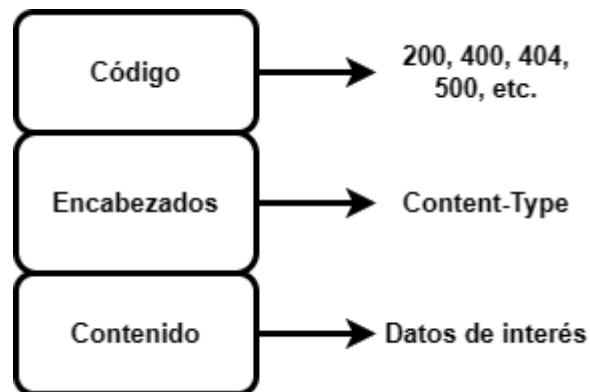 Código
200, 400, 404,
500, etc.
Encabezados
Content-Type
Contenido
Datos de interés